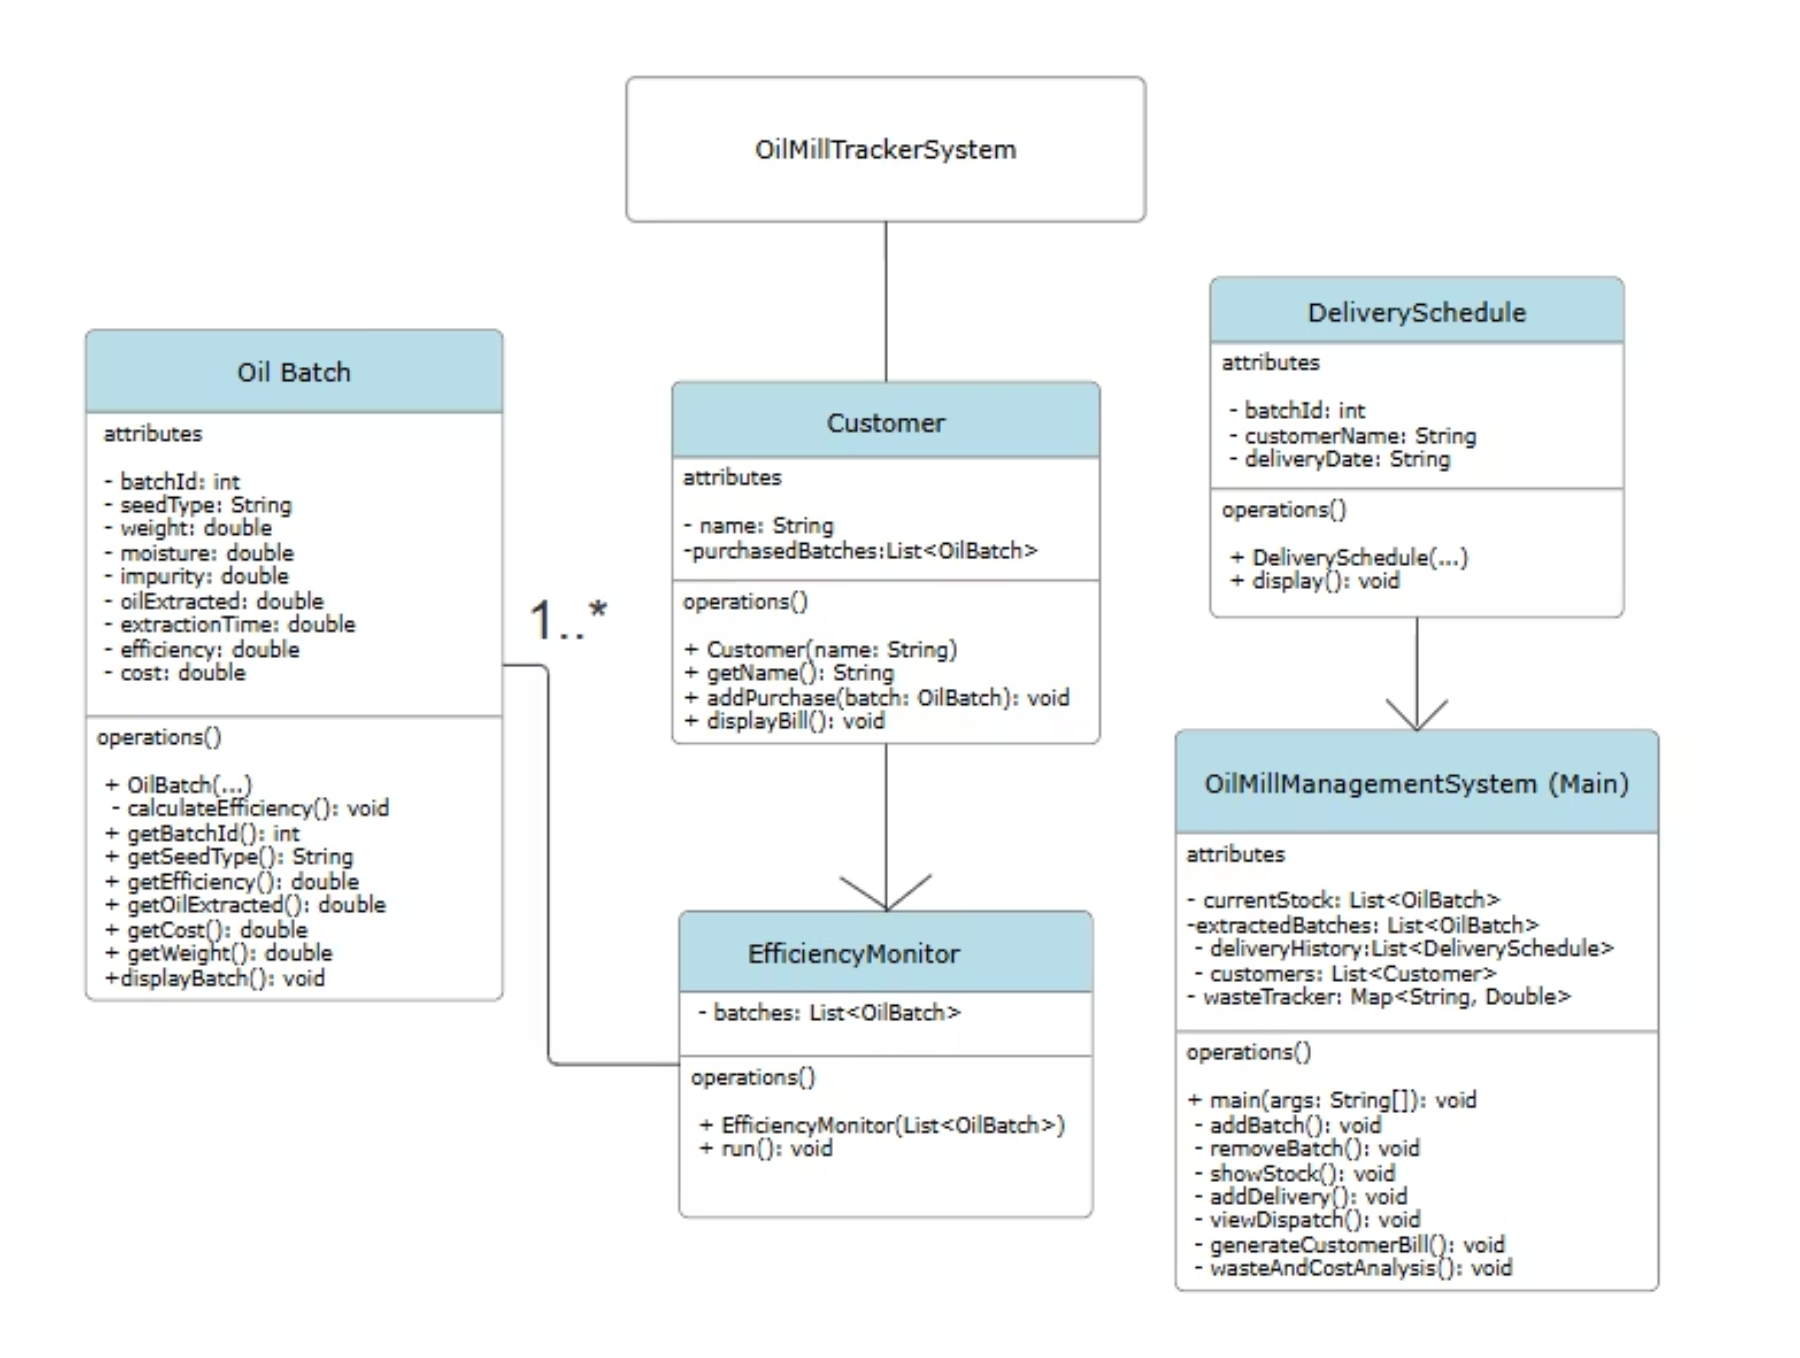 OilMillTrackerSystem
Oil Batch
attributes
- batchId: int
- seedType: String
- weight: double
- moisture: double
- impurity: double
- oilExtracted: double
- extractionTime: double
- efficiency: double
- cost: double
operations()
+ OilBatch(...)
- calculateEfficiency(): void
+ getBatchId(): int
+ getSeedType(): String
+ getEfficiency(): double
+ getOilExtracted(): double
+ getCost(): double
+ getWeight(): double
+displayBatch(): void
1..*
Customer
attributes
- name: String
-purchasedBatches:List<OilBatch>
operations()
+ Customer(name: String)
+ getName(): String
+ addPurchase(batch: OilBatch): void
+ displayBill(): void
EfficiencyMonitor
- batches: List<OilBatch>
operations()
+ EfficiencyMonitor(List<OilBatch>)
+ run(): void
DeliverySchedule
attributes
- batchId: int
- customerName: String
- deliveryDate: String
operations()
+ DeliverySchedule(...)
+ display(): void
OilMillManagementSystem (Main)
attributes
- currentStock: List<OilBatch>
-extractedBatches: List<OilBatch>
- deliveryHistory:List<DeliverySchedule>
- customers: List<Customer>
- wasteTracker: Map<String, Double>
operations()
+ main(args: String[]): void
- addBatch(): void
- removeBatch(): void
- showStock(): void
- addDelivery(): void
- viewDispatch(): void
- generateCustomerBill(): void
- wasteAndCostAnalysis(): void